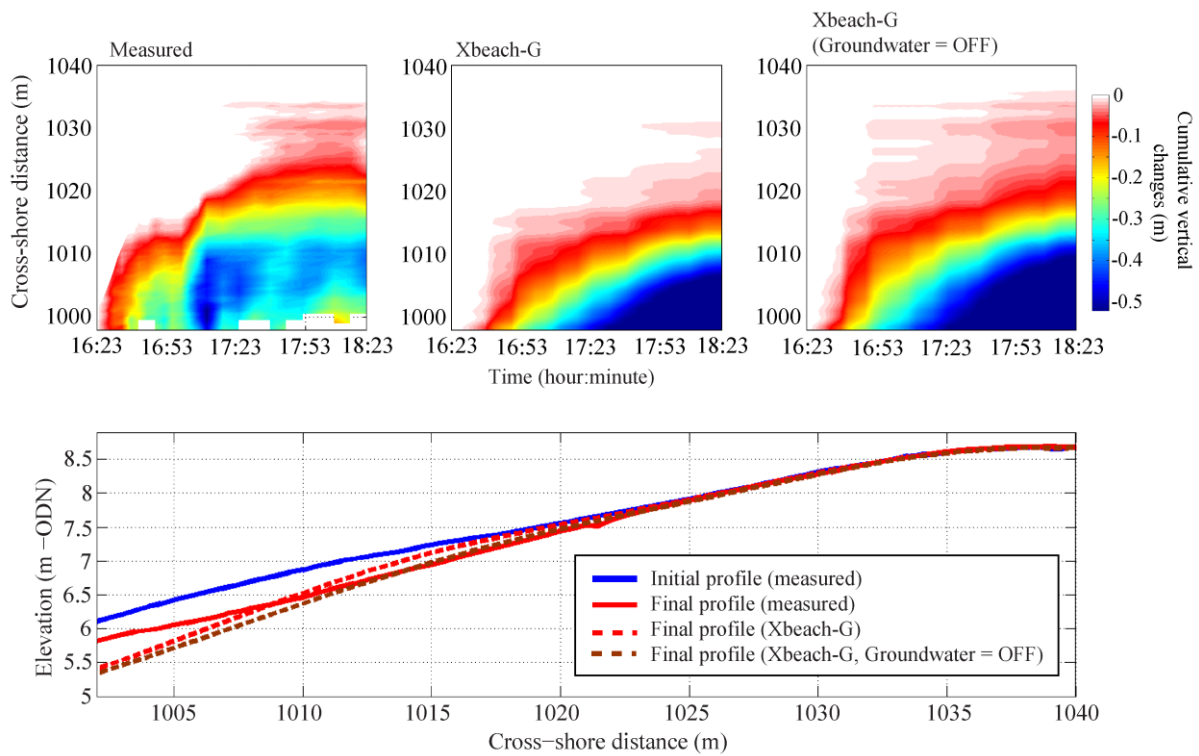 Measured
Xbeach-G
Xbeach-G
(Groundwater = OFF)
Cross-shore distance (m)
1040
1030
1020
1010
1000
16:23 16:53 17:23 17:53 18:23
1040
1030
1020
1010
1000
16:23 16:53 17:23 17:53 18:23
1040
1030
1020
1010
1000
16:23 16:53 17:23 17:53 18:23
Time (hour:minute)
0
-0.1
-0.2
-0.3
-0.4
-0.5
Cumulative vertical
changes (m)
Elevation (m −ODN)
8.5
8
7.5
7
6.5
6
5.5
5
Initial profile (measured)
Final profile (measured)
Final profile (Xbeach-G)
Final profile (Xbeach-G, Groundwater = OFF)
1005 1010 1015 1020 1025 1030 1035 1040
Cross−shore distance (m)